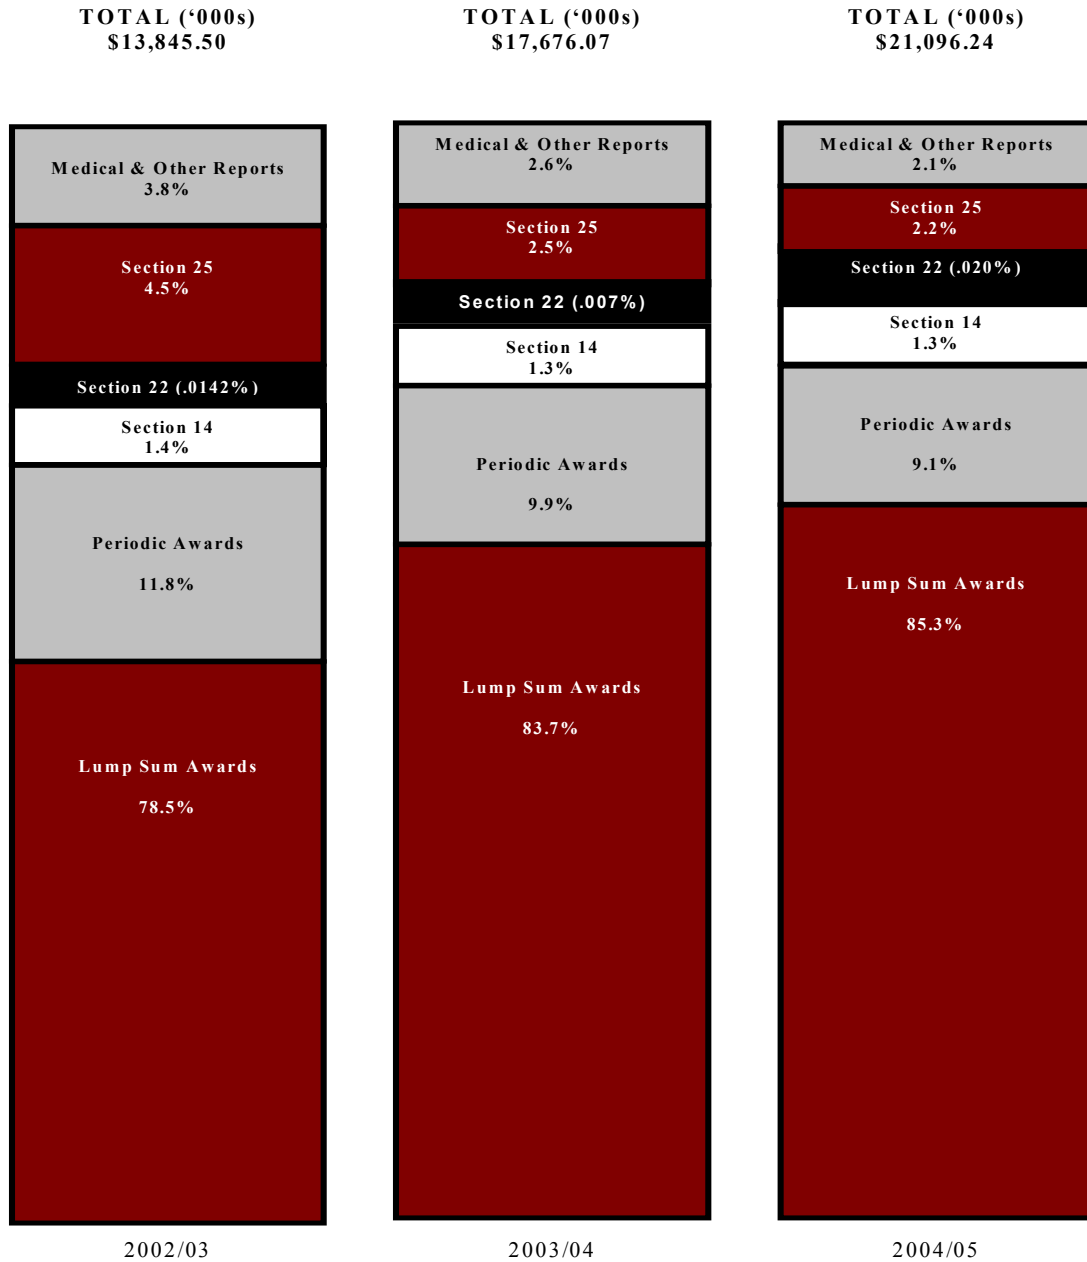 TOTAL (‘000s)
$13,845.50
Medical & Other Reports
3.8%
Section 25
4.5%
Section 22 (.0142%)
Section 14
1.4%
Periodic Awards
11.8%
Lump Sum Awards
78.5%
2002/03
TOTAL (‘000s)
$17,676.07
Medical & Other Reports
2.6%
Section 25
2.5%
Section 22 (.007%)
Section 14
1.3%
Periodic Awards
9.9%
Lump Sum Awards
83.7%
2003/04
TOTAL (‘000s)
$21,096.24
Medical & Other Reports
2.1%
Section 25
2.2%
Section 22 (.020%)
Section 14
1.3%
Periodic Awards
9.1%
Lump Sum Awards
85.3%
2004/05